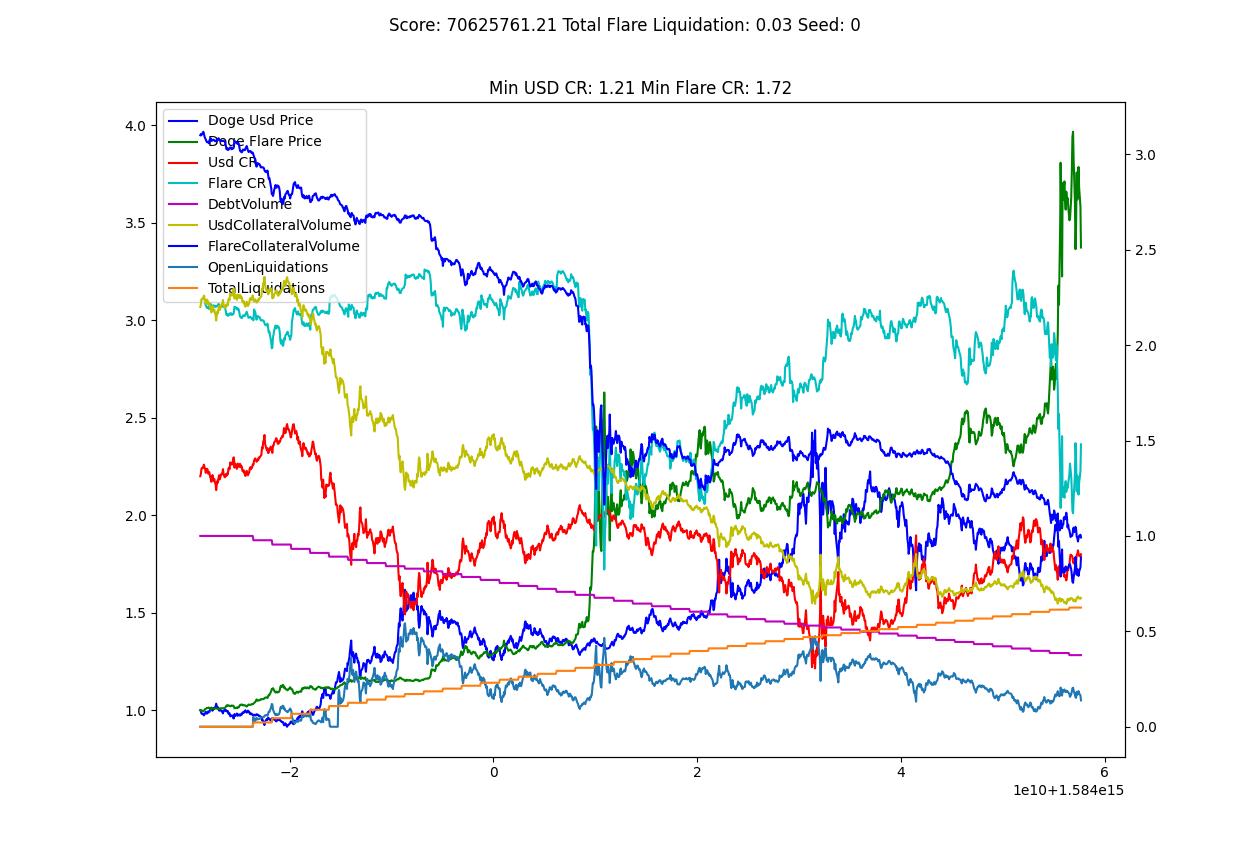 Score: 70625761.21 Total Flare Liquidation: 0.03 Seed: 0
Min USD CR: 1.21 Min Flare CR: 1.72
Doge Usd Price
Doge Flare Price
Usd CR
Flare CR
DebtVolume
UsdCollateralVolume
FlareCollateralVolume
OpenLiquidations
TotalLiquidations
4.0
3.5
3.0
2.5
2.0
1.5
1.0
3.0
2.5
2.0
1.5
1.0
0.5
0.0
−2
0
2
4
6
1e10+1.584e15